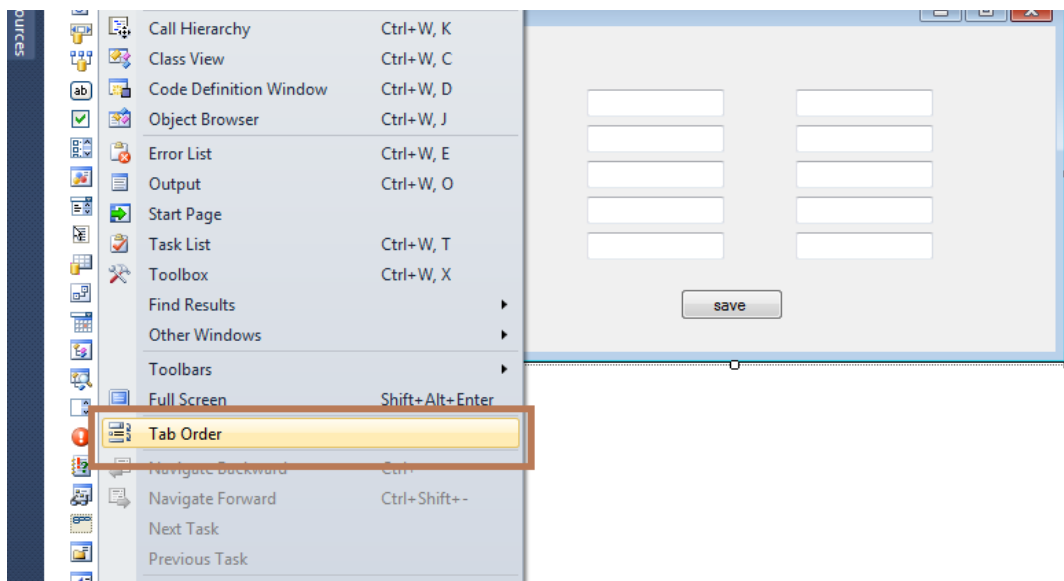 ources
Call Hierarchy Ctrl+W, K
Class View Ctrl+W, C
Code Definition Window Ctrl+W, D
ab
Object Browser Ctrl+W, J
Error List Ctrl+W, E
Output Ctrl+W, O
Start Page
Task List Ctrl+W, T
Toolbox Ctrl+W, X
Find Results
Other Windows
Toolbars
Full Screen Shift+Alt+Enter
Tab Order
Navigate Backward
Navigate Forward Ctrl+Shift+-
Next Task
Previous Task
save